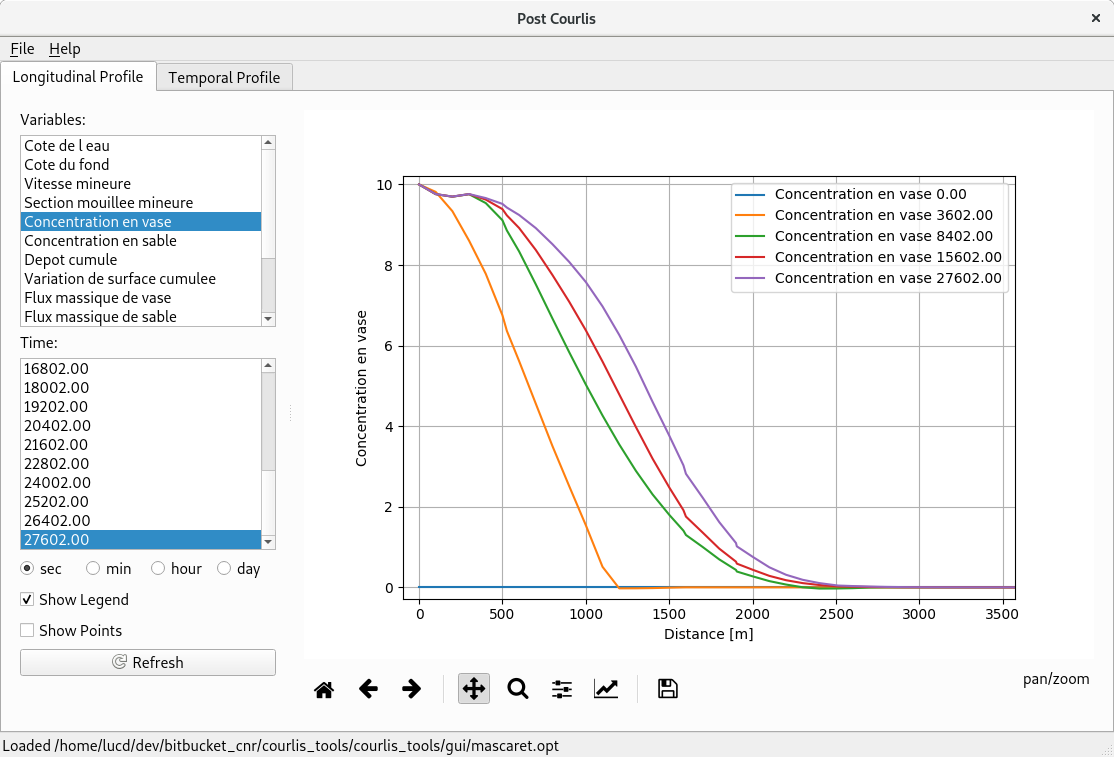 Post Courlis
File Help
Longitudinal Profile Temporal Profile
Variables:
Cote de l eau
Cote du fond
Vitesse mineure
Section mouillee mineure
Concentration en vase
Concentration en sable
Depot cumule
Variation de surface cumulee
Flux massique de vase
Flux massique de sable
Time:
16802.00
18002.00
19202.00
20402.00
21602.00
22802.00
24002.00
25202.00
26402.00
27602.00
sec min hour day
Show Legend
Show Points
Refresh
Concentration en vase
10
8
6
4
2
0
Concentration en vase 0.00
Concentration en vase 3602.00
Concentration en vase 8402.00
Concentration en vase 15602.00
Concentration en vase 27602.00
0 500 1000 1500 2000 2500 3000 3500
Distance [m]
pan/zoom
Loaded /home/lucd/dev/bitbucket_cnr/courlis_tools/courlis_tools/gui/mascaret.opt